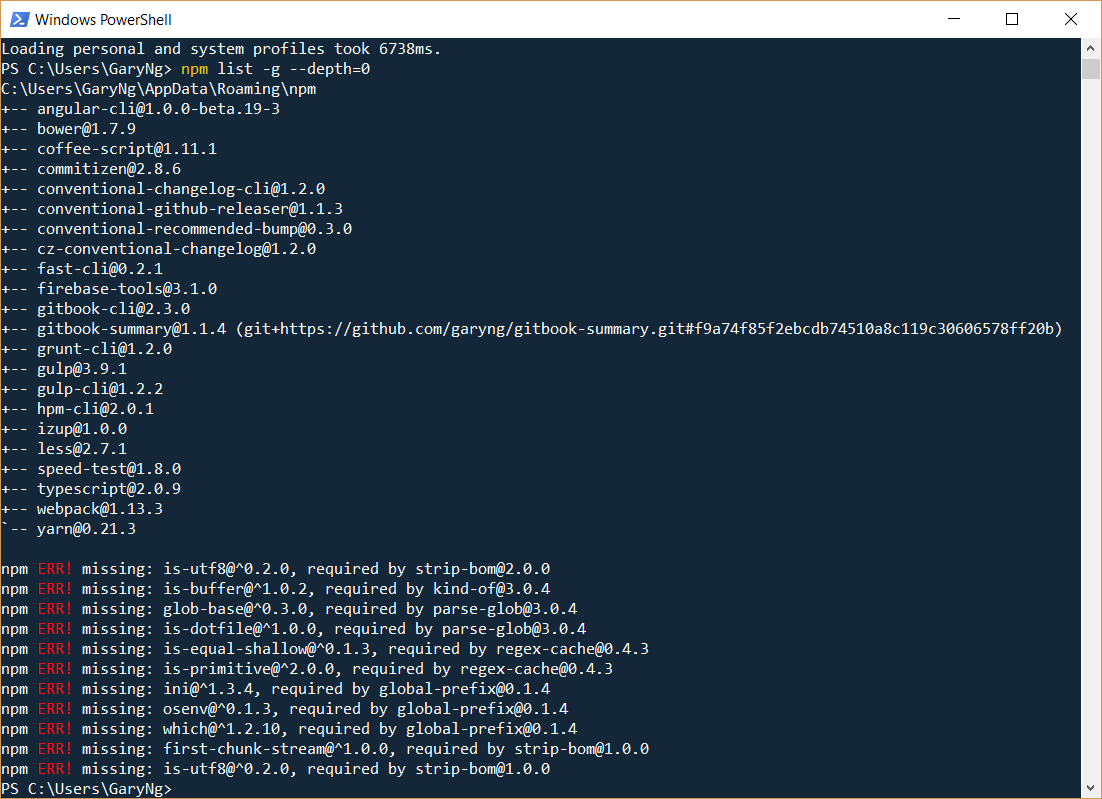 Windows PowerShell
Loading personal and system profiles took 6738ms.
PS C:\Users\GaryNg> npm list -g --depth=0
C:\Users\GaryNg\AppData\Roaming\npm
+-- angular-cli@1.0.0-beta.19-3
+-- bower@1.7.9
+-- coffee-script@1.11.1
+-- commitizen@2.8.6
+-- conventional-changelog-cli@1.2.0
+-- conventional-github-releaser@1.1.3
+-- conventional-recommended-bump@0.3.0
+-- cz-conventional-changelog@1.2.0
+-- fast-cli@0.2.1
+-- firebase-tools@3.1.0
+-- gitbook-cli@2.3.0
+-- gitbook-summary@1.1.4 (git+https://github.com/garyng/gitbook-summary.git#f9a74f85f2ebcdb74510a8c119c30606578ff20b)
+-- grunt-cli@1.2.0
+-- gulp@3.9.1
+-- gulp-cli@1.2.2
+-- hpm-cli@2.0.1
+-- izup@1.0.0
+-- less@2.7.1
+-- speed-test@1.8.0
+-- typescript@2.0.9
+-- webpack@1.13.3
`-- yarn@0.21.3
npm ERR! missing: is-utf8@^0.2.0, required by strip-bom@2.0.0
npm ERR! missing: is-buffer@^1.0.2, required by kind-of@3.0.4
npm ERR! missing: glob-base@^0.3.0, required by parse-glob@3.0.4
npm ERR! missing: is-dotfile@^1.0.0, required by parse-glob@3.0.4
npm ERR! missing: is-equal-shallow@^0.1.3, required by regex-cache@0.4.3
npm ERR! missing: is-primitive@^2.0.0, required by regex-cache@0.4.3
npm ERR! missing: ini@^1.3.4, required by global-prefix@0.1.4
npm ERR! missing: osenv@^0.1.3, required by global-prefix@0.1.4
npm ERR! missing: which@^1.2.10, required by global-prefix@0.1.4
npm ERR! missing: first-chunk-stream@^1.0.0, required by strip-bom@1.0.0
npm ERR! missing: is-utf8@^0.2.0, required by strip-bom@1.0.0
PS C:\Users\GaryNg>